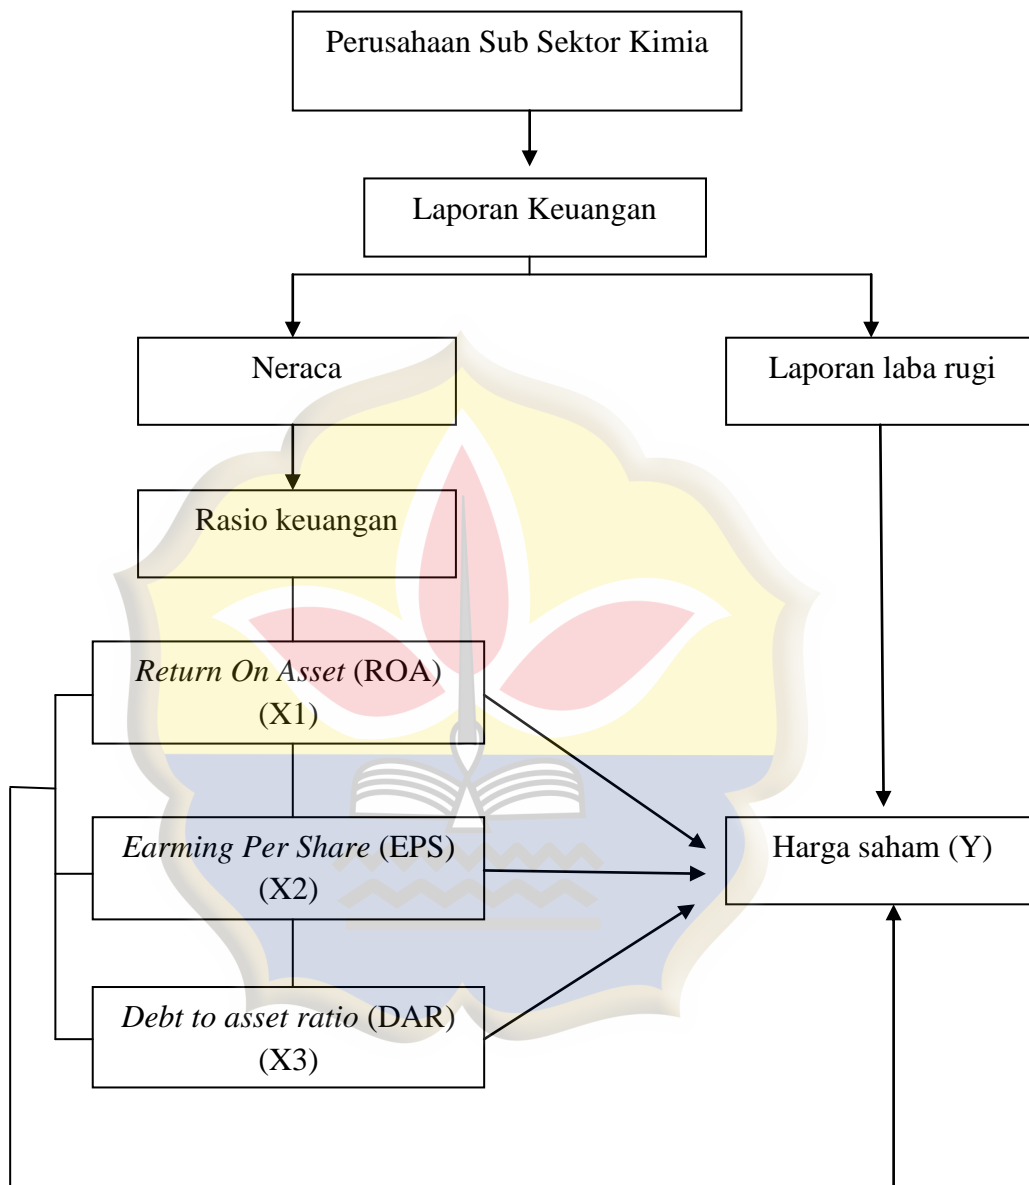 Perusahaan Sub Sektor Kimia
Laporan Keuangan
Neraca
Laporan laba rugi
Rasio keuangan
Return On Asset (ROA)
(X1)
Earming Per Share (EPS)
(X2)
Harga saham (Y)
Debt to asset ratio (DAR)
(X3)